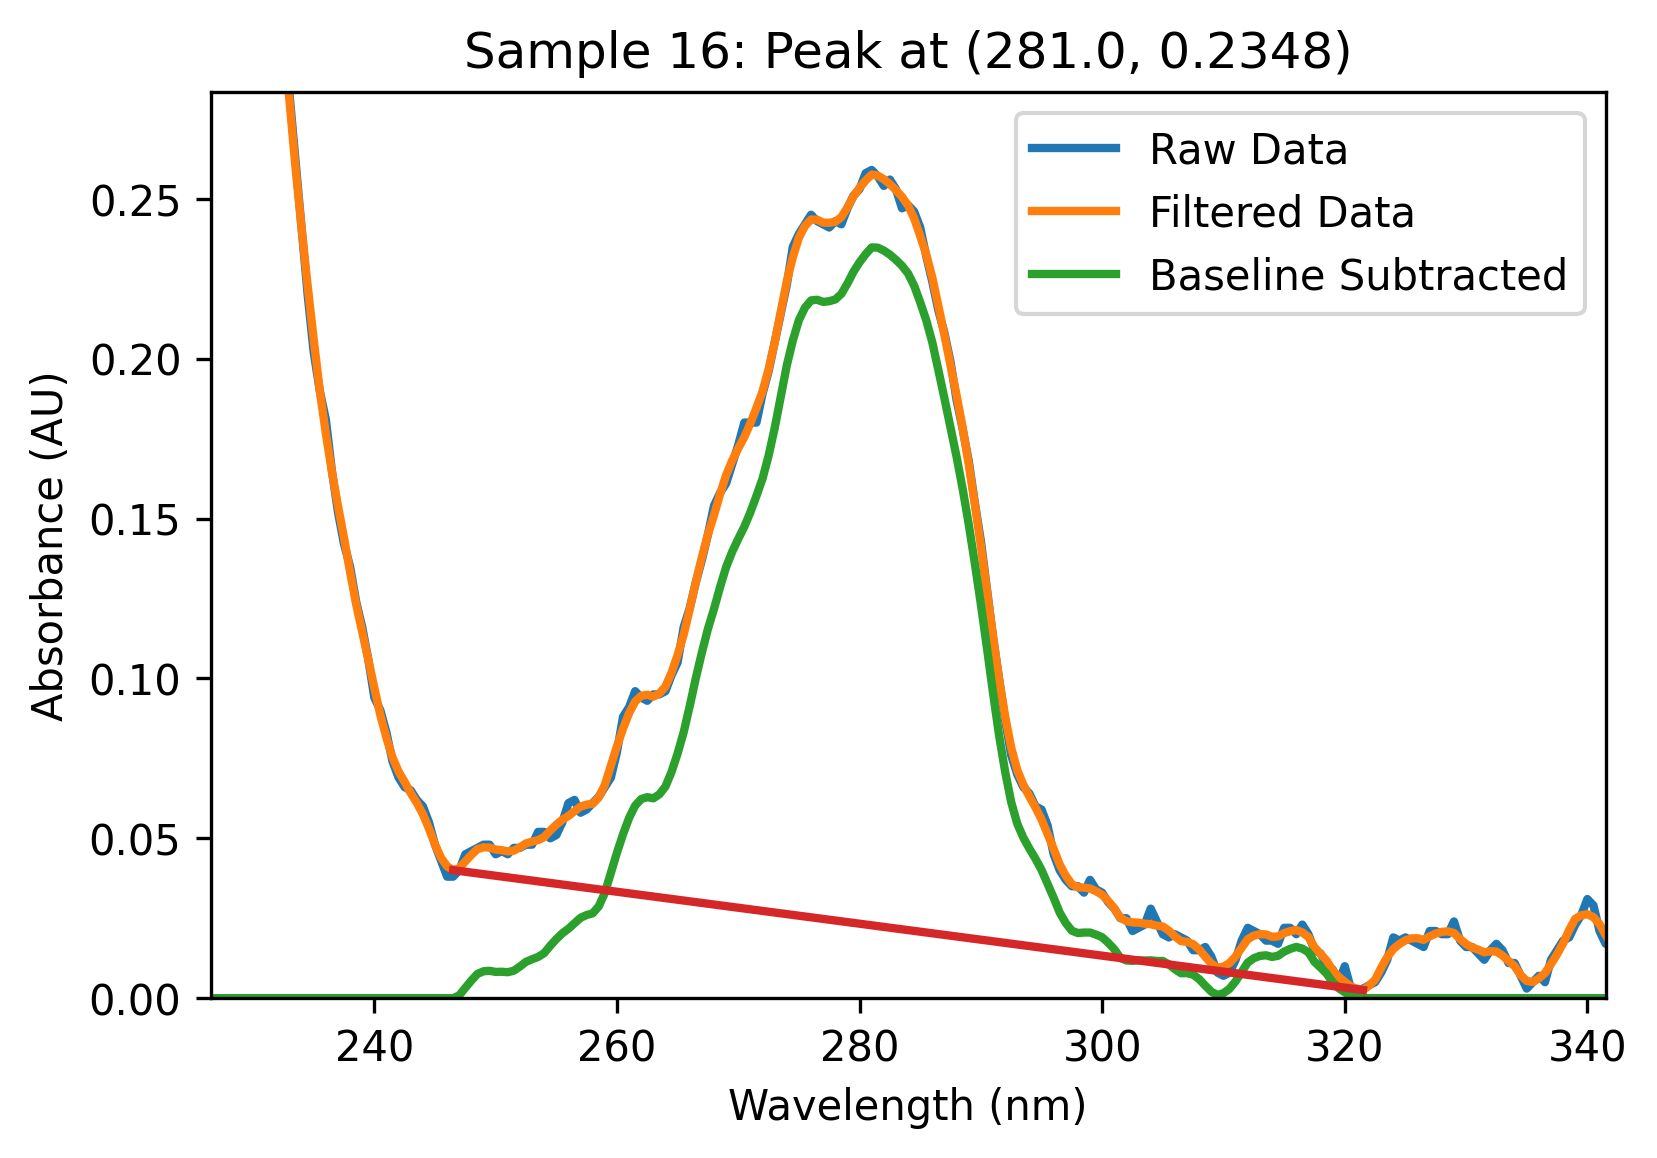 Sample 16: Peak at (281.0, 0.2348)
Raw Data
Filtered Data
Baseline Subtracted
Absorbance (AU)
0.25
0.20
0.15
0.10
0.05
0.00
240 260 280 300 320 340
Wavelength (nm)